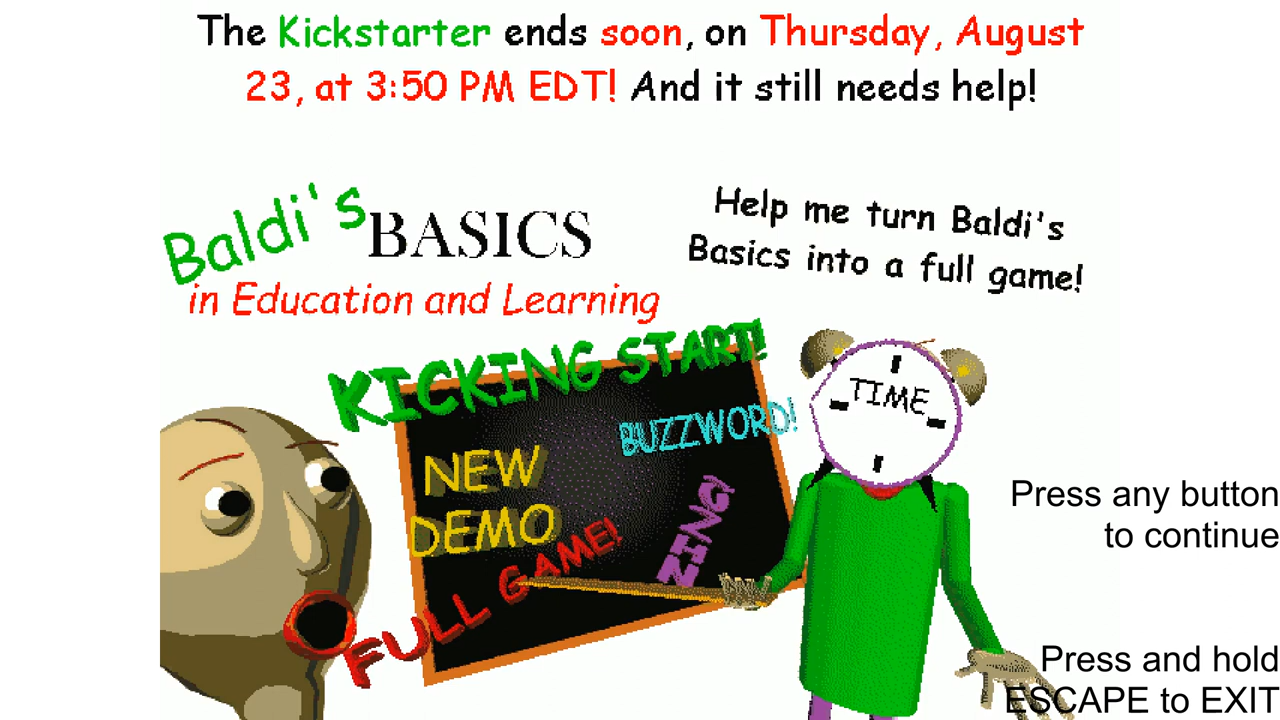 The Kickstarter ends soon, on Thursday, August
23, at 3:50 PM EDT! And it still needs help!
Baldi's BASICS
in Education and Learning
Help me turn Baldi's
Basics into a full game!
KICKING START!
BUZZWORD!
NEW
DEMO
ZING!
FULL GAME!
TIME
Press any button
to continue
Press and hold
ESCAPE to EXIT